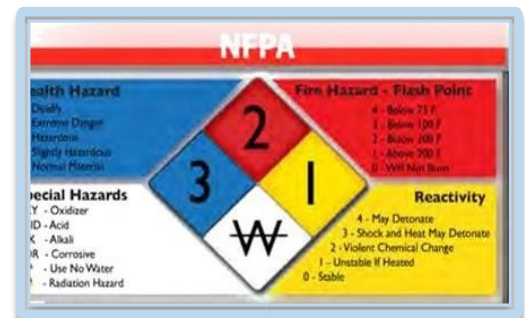 NFPA
ealth Hazard
Deadly
Extreme Danger
Hazardous
Slightly Hazardous
Normal Material
Fire Hazard - Flash Point
4 - Below 73 F
3 - Below 100 F
2 - Below 200 F
1 - Above 200 F
0 - Will Not Burn
2
3
1
W
pecial Hazards
Y - Oxidizer
ID - Acid
K - Alkali
OR - Corrosive
- Use No Water
- Radiation Hazard
Reactivity
4 - May Detonate
3 - Shock and Heat May Detonate
2 - Violent Chemical Change
1 - Unstable If Heated
0 - Stable